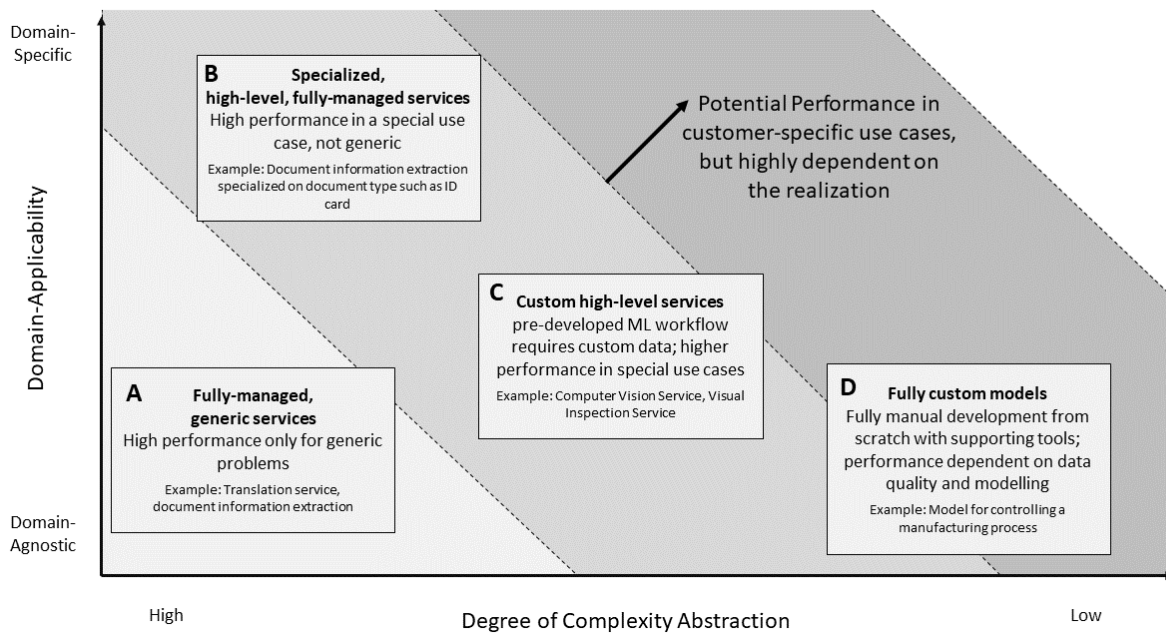 Domain-
Specific
Domain-Applicability
Domain-
Agnostic
B
Specialized,
high-level, fully-managed services
High performance in a special use
case, not generic
Example: Document information extraction
specialized on document type such as ID
card
Potential Performance in
customer-specific use cases,
but highly dependent on
the realization
C
Custom high-level services
pre-developed ML workflow
requires custom data; higher
performance in special use cases
Example: Computer Vision Service, Visual
Inspection Service
A
Fully-managed,
generic services
High performance only for generic
problems
Example: Translation service,
document information extraction
D
Fully custom models
Fully manual development from
scratch with supporting tools;
performance dependent on data
quality and modelling
Example: Model for controlling a
manufacturing process
High
Degree of Complexity Abstraction
Low